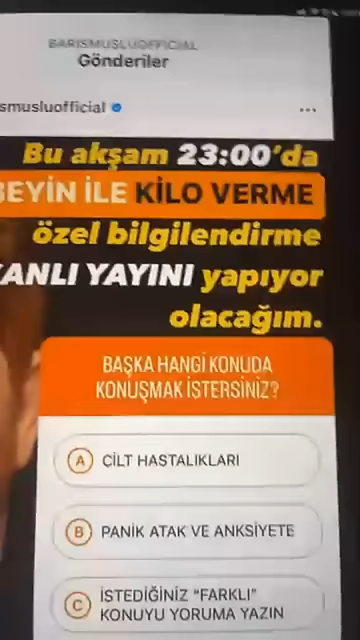 BARISMUSLUOFFICIAL
Gönderiler
smusluofficial
Bu akşam 23:00'da
BEYİN İLE KİLO VERME
özel bilgilendirme
CANLI YAYINI yapıyor
olacağım.
BAŞKA HANGİ KONUDA
KONUŞMAK İSTERSİNİZ?
A CİLT HASTALIKLARI
B PANİK ATAK VE ANKSİYETE
C İSTEDİĞİNİZ "FARKLI"
KONUYU YORUMA YAZIN